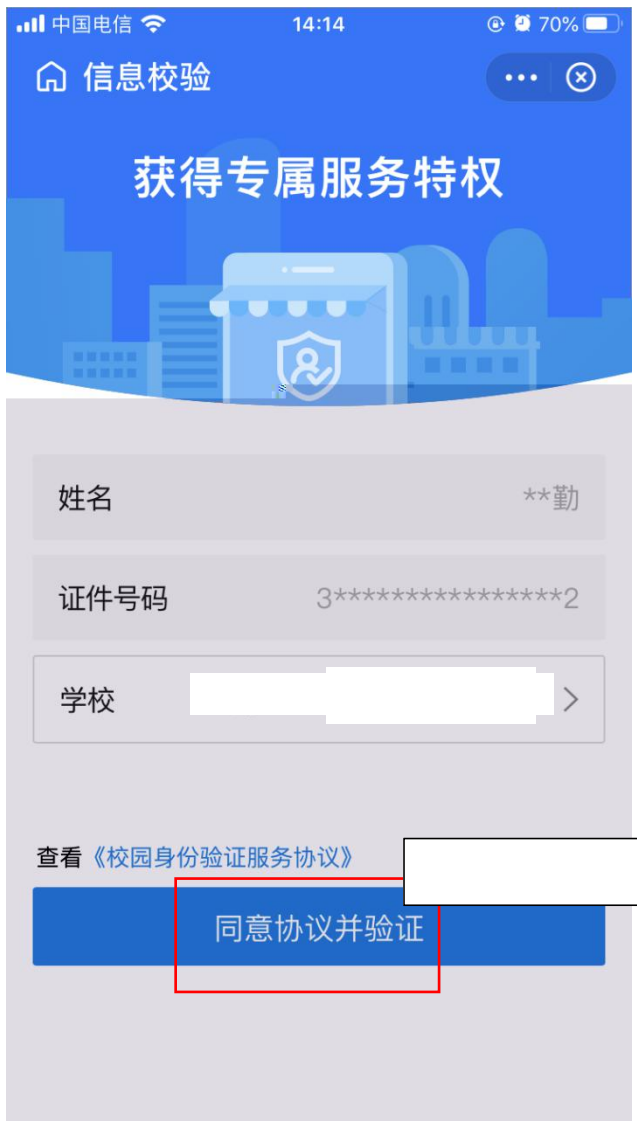 中国电信 14:14 70%
信息校验
获得专属服务特权
姓名 **勤
证件号码 3****************2
学校
查看《校园身份验证服务协议》
同意协议并验证